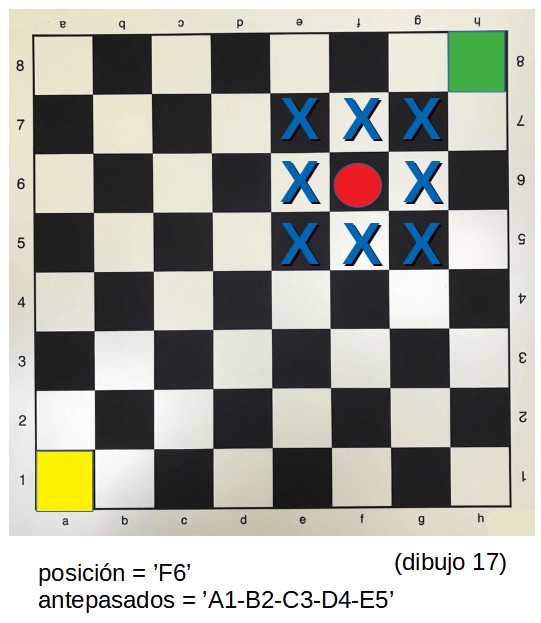 a b c d e f g h
8 8
7 X X X 7
6 X X 6
5 X X X 5
4 4
3 3
2 2
1 1
a b c d e f g h
(dibujo 17)
posición = 'F6'
antepasados = 'A1-B2-C3-D4-E5'